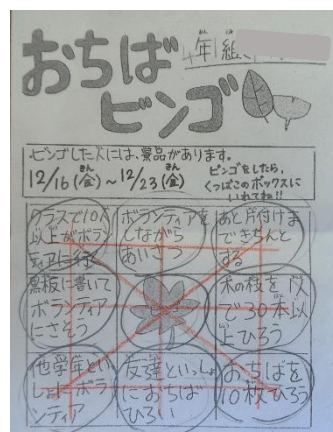 4年 組
おちば
ビンゴ
ビンゴした人には、景品があります。
12/16(金)きん~12/23(金)きん
ビンゴをしたら、
くつばこのボックスに
いれてね!!
クラスで10人
以上がボラン
ティアに行く
ボランティアを
しながら
あいさつ
あと片付けま
できちんと
する
黒板に書いて
ボランティア
にさそう
木の枝を
で30本以
上ひろう
他学年といっ
しょにボラ
ンティア
友達といっしょ
におちば
ひろい
おちばを
10枚ひろう